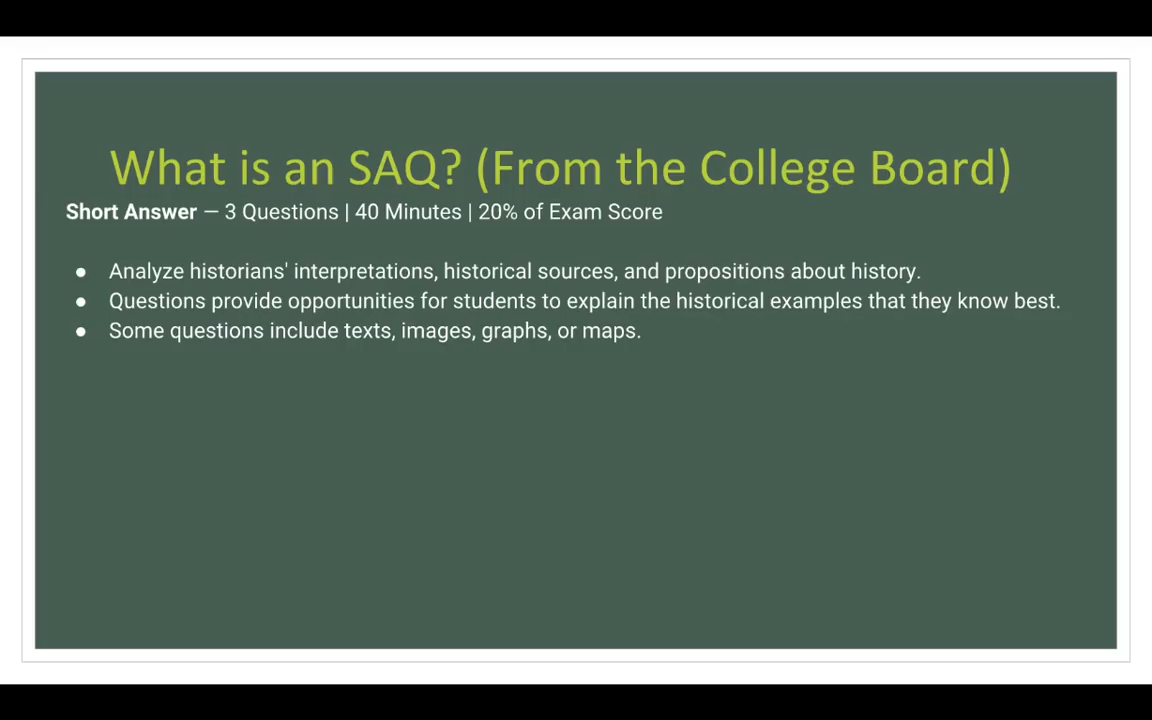 What is an SAQ? (From the College Board)
Short Answer — 3 Questions | 40 Minutes | 20% of Exam Score
● Analyze historians' interpretations, historical sources, and propositions about history.
● Questions provide opportunities for students to explain the historical examples that they know best.
● Some questions include texts, images, graphs, or maps.